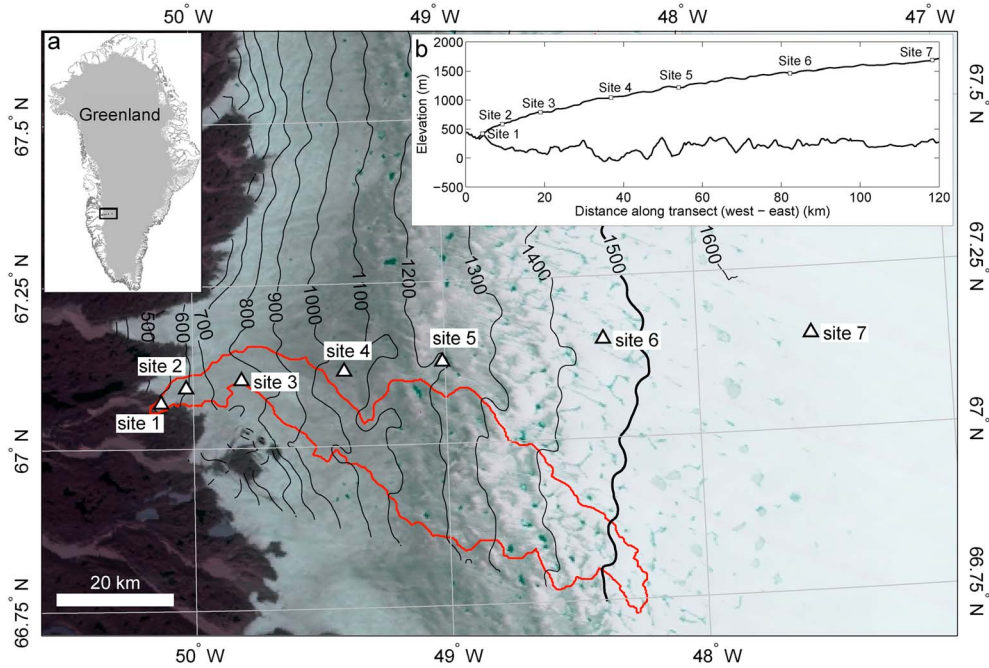 50° W
49° W
48° W
47° W
a
Greenland
b
2000
1500
1000
500
0
−500
Elevation (m)
Site 1
Site 2
Site 3
Site 4
Site 5
Site 6
Site 7
0 20 40 60 80 100 120
Distance along transect (west − east) (km)
67.5° N
67.25° N
67° N
66.75° N
67.5° N
67.25° N
67° N
66.75° N
500
600
700
800
900
1000
1100
1200
1300
1400
1500
1600
site 1
site 2
site 3
site 4
site 5
site 6
site 7
20 km
50° W
49° W
48° W